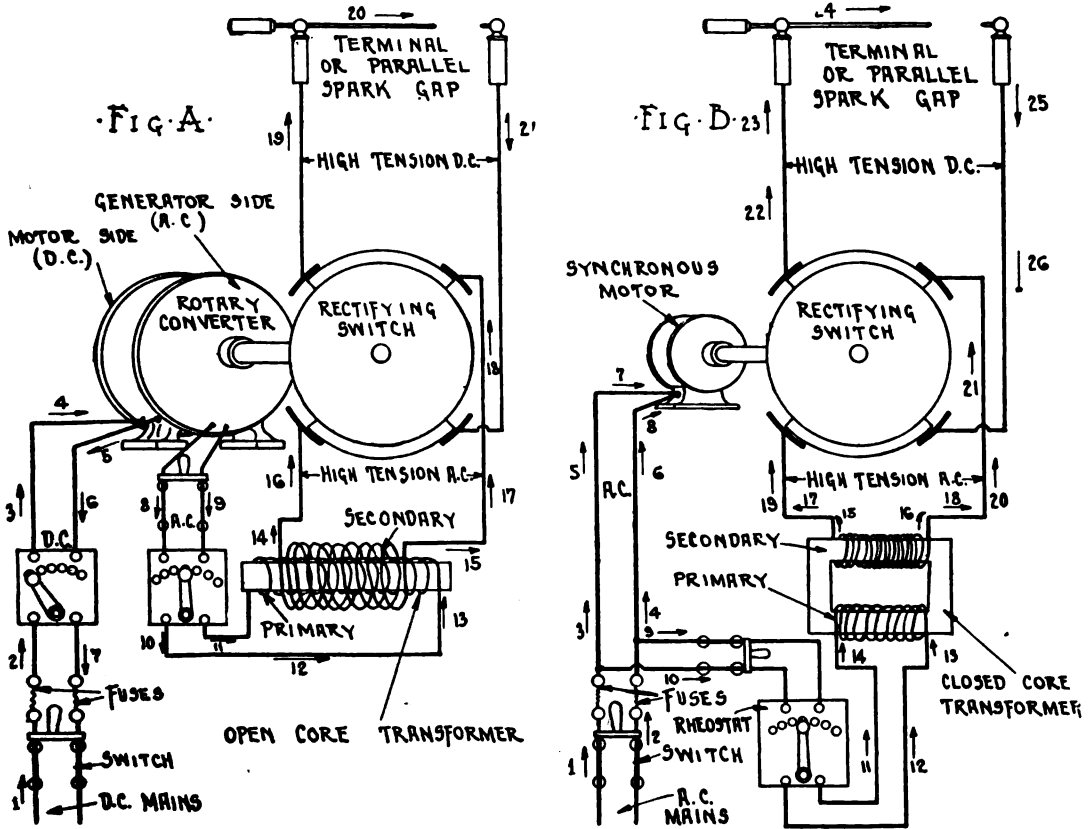 20
TERMINAL
OR PARALLEL
SPARK GAP
·FIG·A·
19
21
HIGH TENSION D.C.
GENERATOR SIDE
(A.C)
MOTOR SIDE
(D.C.)
ROTARY
CONVERTER
RECTIFYING
SWITCH
18
4
5
16
HIGH TENSION A.C.
17
3
6
8
9
A.C.
D.C.
14
SECONDARY
15
PRIMARY
13
10
11
12
2
7
FUSES
OPEN CORE TRANSFORMER
SWITCH
1
D.C. MAINS
4
TERMINAL
OR PARALLEL
SPARK GAP
·FIG·B·
23
25
HIGH TENSION D.C.
22
26
SYNCHRONOUS
MOTOR
RECTIFYING
SWITCH
7
21
8
5
6
A.C.
HIGH TENSION A.C.
19
17
18
20
15
16
SECONDARY
PRIMARY
3
4
9
14
13
10
CLOSED CORE
TRANSFORMER
FUSES
RHEOSTAT
2
SWITCH
1
11
12
A.C.
MAINS